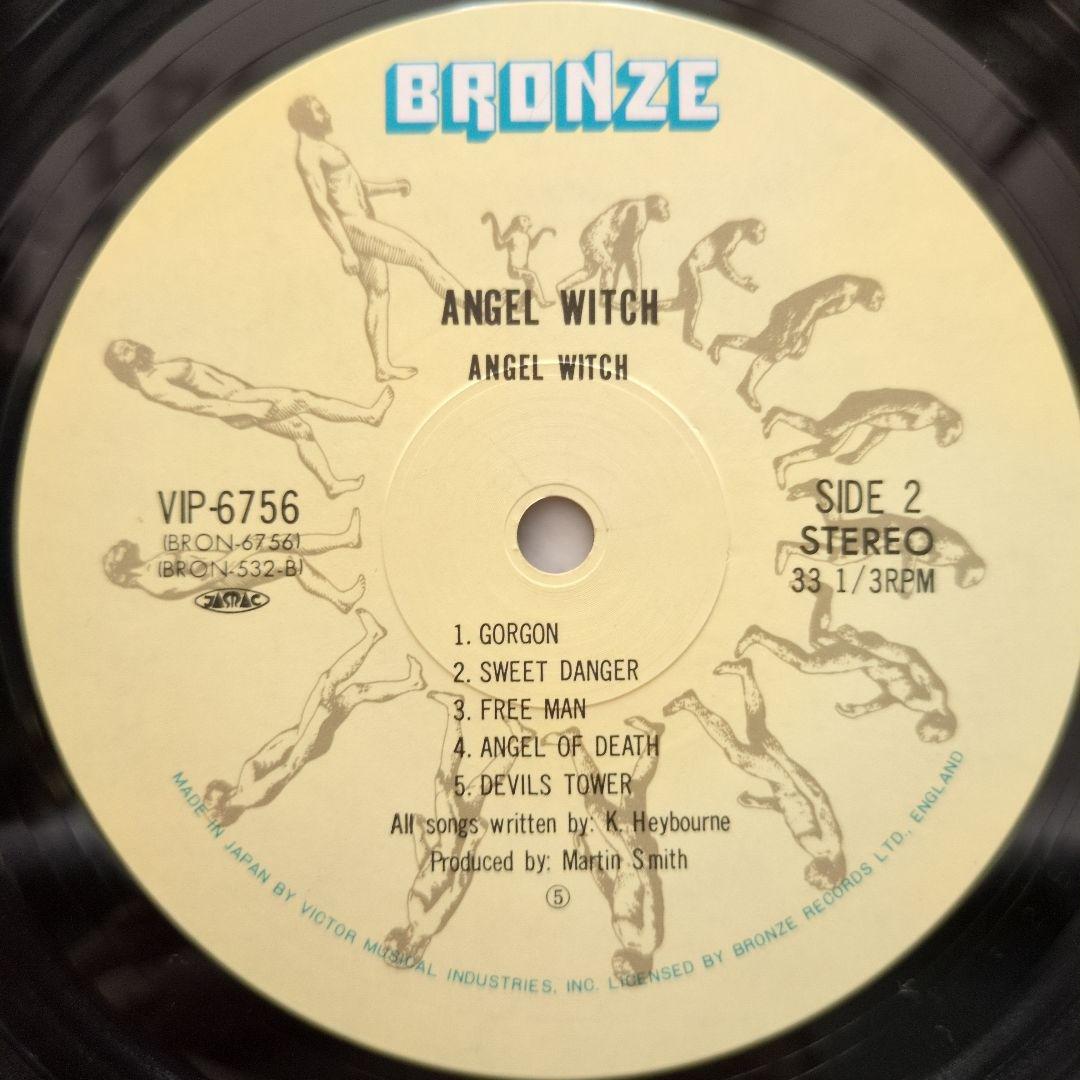 BRONZE
ANGEL WITCH
ANGEL WITCH
VIP-6756
(BRON-6756)
(BRON-532-B)
JASRAC
SIDE 2
STEREO
33 1/3RPM
1. GORGON
2. SWEET DANGER
3. FREE MAN
4. ANGEL OF DEATH
5. DEVILS TOWER
All songs written by: K. Heybourne
Produced by: Martin Smith
⑤
MADE IN JAPAN BY VICTOR MUSICAL INDUSTRIES, INC. LICENSED BY BRONZE RECORDS LTD., ENGLAND